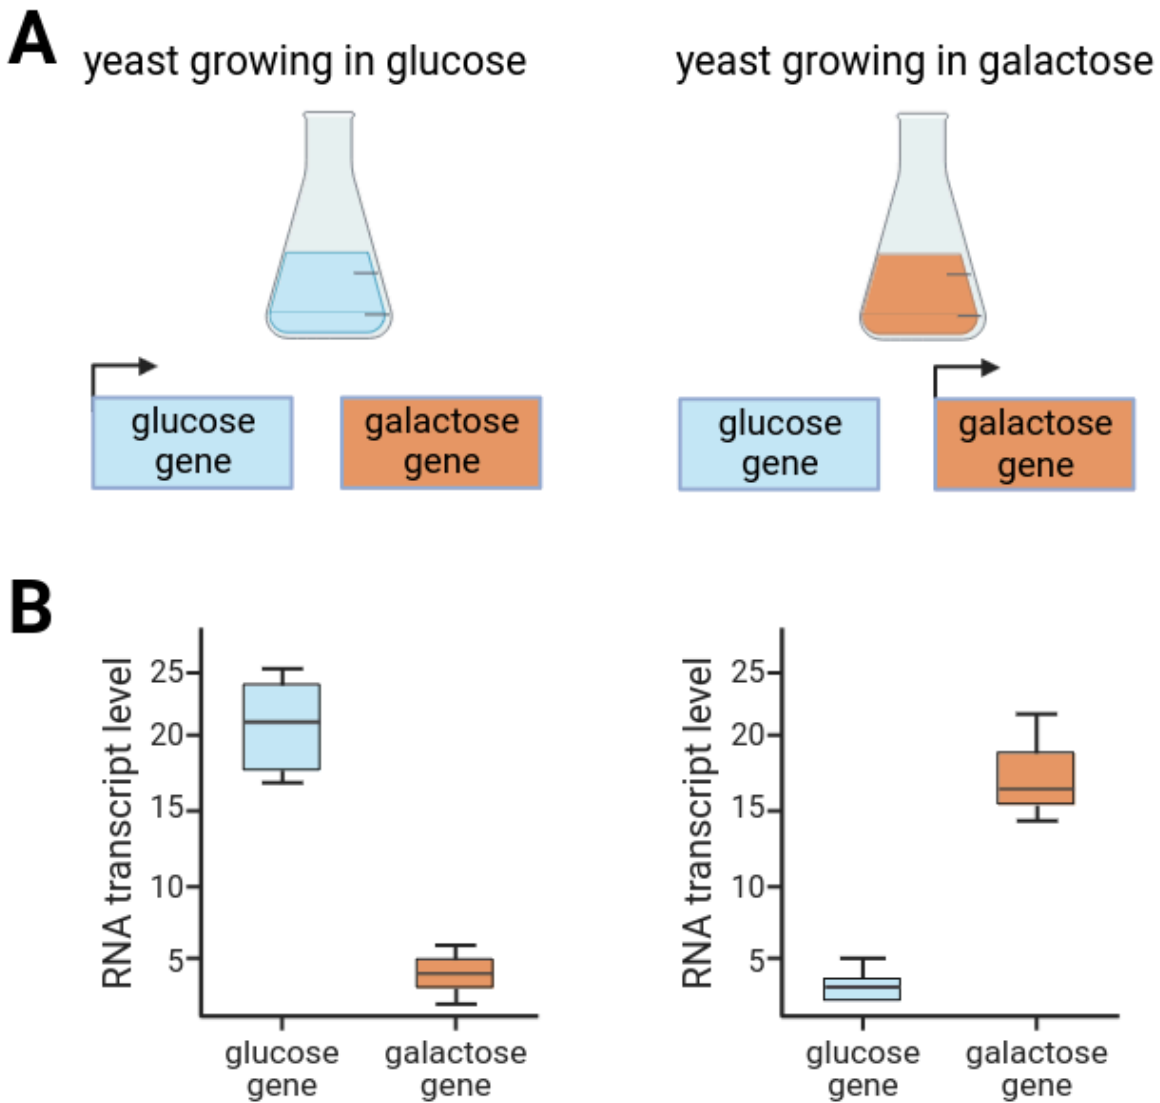 A
yeast growing in glucose
yeast growing in galactose
glucose
gene
galactose
gene
glucose
gene
galactose
gene
B
RNA transcript level
25
20
15
10
5
glucose
gene
galactose
gene
RNA transcript level
25
20
15
10
5
glucose
gene
galactose
gene